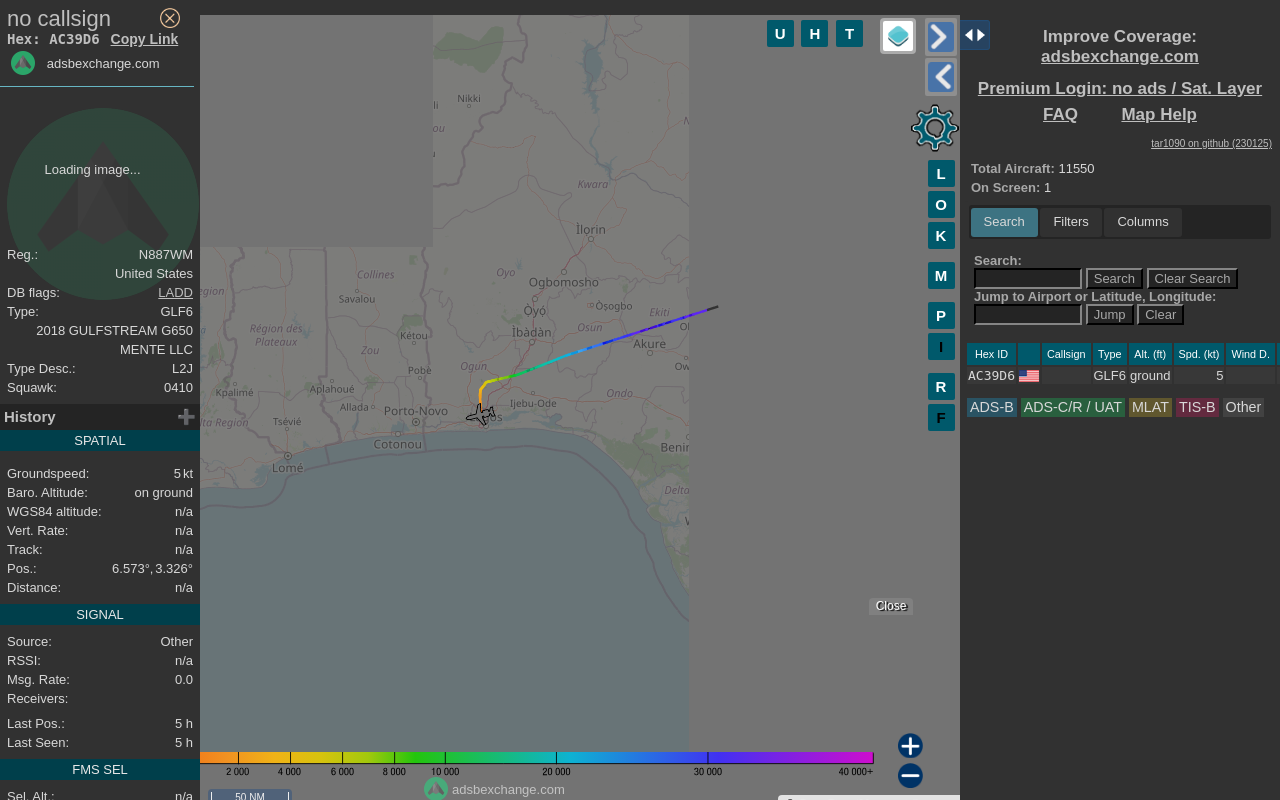 no callsign
Hex: AC39D6 Copy Link
adsbexchange.com
Loading image...
Reg.: N887WM
United States
DB flags: LADD
Type: GLF6
2018 GULFSTREAM G650
MENTE LLC
Type Desc.: L2J
Squawk: 0410
History
SPATIAL
Groundspeed: 5 kt
Baro. Altitude: on ground
WGS84 altitude: n/a
Vert. Rate: n/a
Track: n/a
Pos.: 6.573°, 3.326°
Distance: n/a
SIGNAL
Source: Other
RSSI: n/a
Msg. Rate: 0.0
Receivers:
Last Pos.: 5 h
Last Seen: 5 h
FMS SEL
Sel. Alt.: n/a
U H T
Nikki
Kwara
Ìlorin
Collines
Oyo
Ogbomosho
Savalou
Òṣogbo
Ekiti
Òyó
Région des
Plateaux
Osun
Kétou
Ìbàdàn
Akure
Zou
Pobè
Ogun
Kpalimé
Aplahoué
Ondo
Allada
Ijebu-Ode
Porto-Novo
Tsévié
Cotonou
Lomé
Benin
Delta
L
O
K
M
P
I
R
F
Close
2 000 4 000 6 000 8 000 10 000 20 000 30 000 40 000+
adsbexchange.com
50 NM
Improve Coverage:
adsbexchange.com
Premium Login: no ads / Sat. Layer
FAQ Map Help
tar1090 on github (230125)
Total Aircraft: 11550
On Screen: 1
Search Filters Columns
Search:
Search Clear Search
Jump to Airport or Latitude, Longitude:
Jump Clear
Hex ID Callsign Type Alt. (ft) Spd. (kt) Wind D.
AC39D6 GLF6 ground 5
ADS-B ADS-C/R / UAT MLAT TIS-B Other